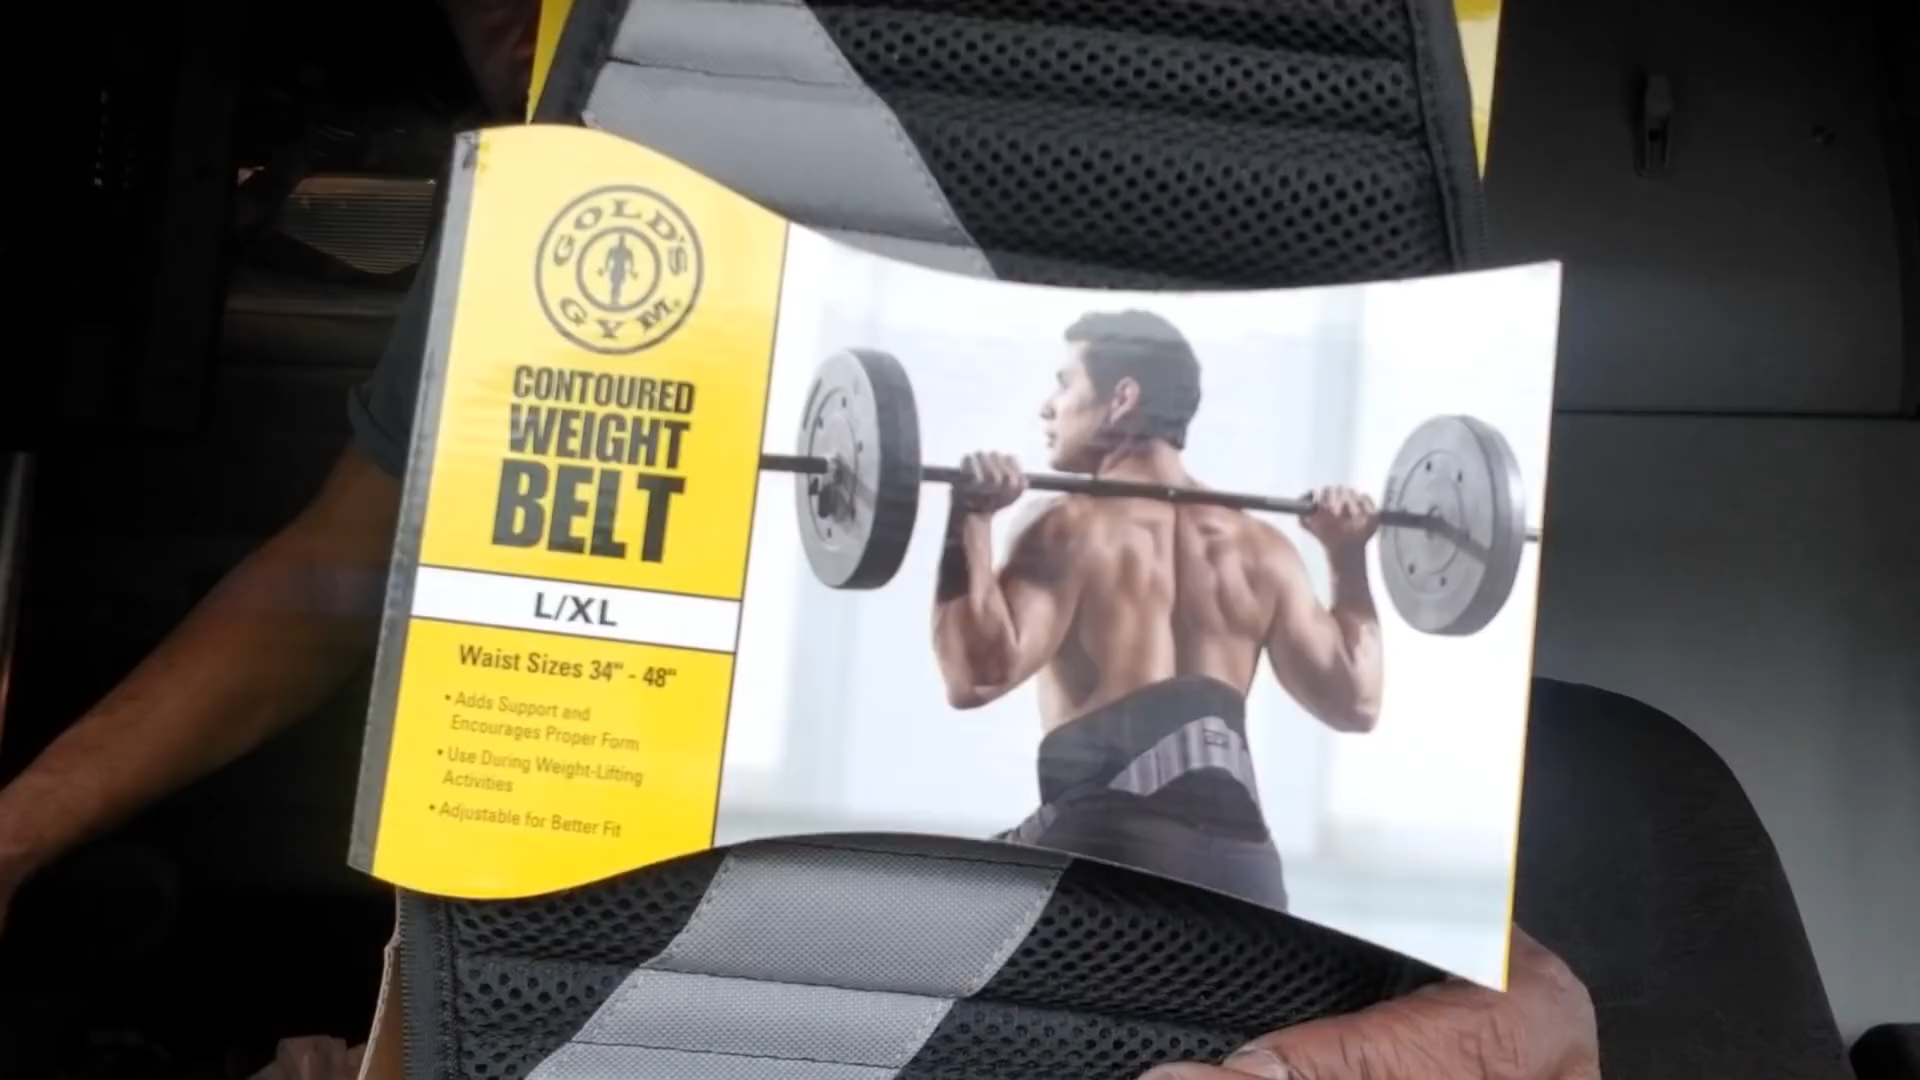 GOLD'S GYM.
CONTOURED
WEIGHT
BELT
L/XL
Waist Sizes 34" - 48"
• Adds Support and
Encourages Proper Form
• Use During Weight-Lifting
Activities
• Adjustable for Better Fit